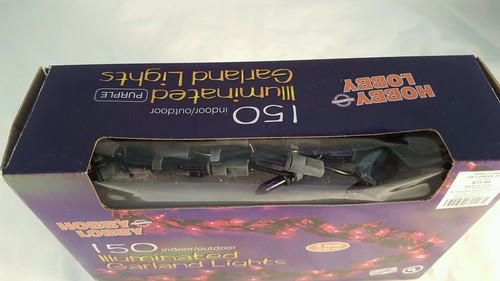 HOBBY
LOBBY
150 indoor/outdoor
Illuminated PURPLE
Garland Lights
HOBBY
LOBBY
150 indoor/outdoor
Illuminated
Garland Lights